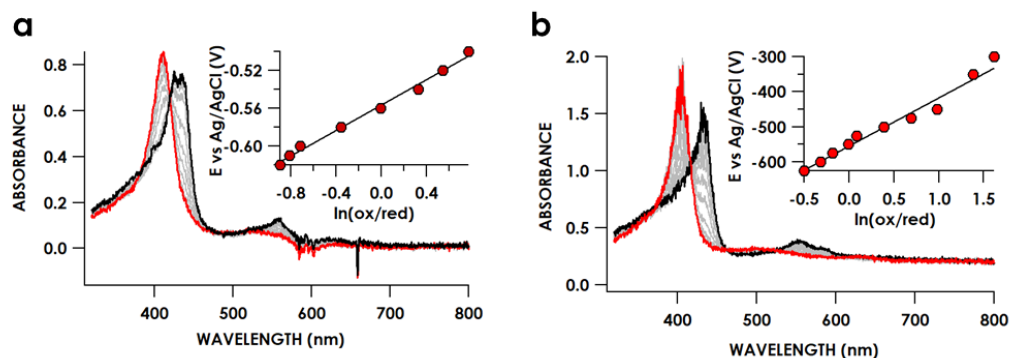 a
ABSORBANCE
0.8
0.6
0.4
0.2
0.0
400 500 600 700 800
WAVELENGTH (nm)
E vs Ag/AgCl (V)
-0.52
-0.56
-0.60
-0.8 -0.4 0.0 0.4
ln(ox/red)
b
ABSORBANCE
2.0
1.5
1.0
0.5
0.0
400 500 600 700 800
WAVELENGTH (nm)
E vs Ag/AgCl (V)
-300
-400
-500
-600
-0.5 0.0 0.5 1.0 1.5
ln(ox/red)